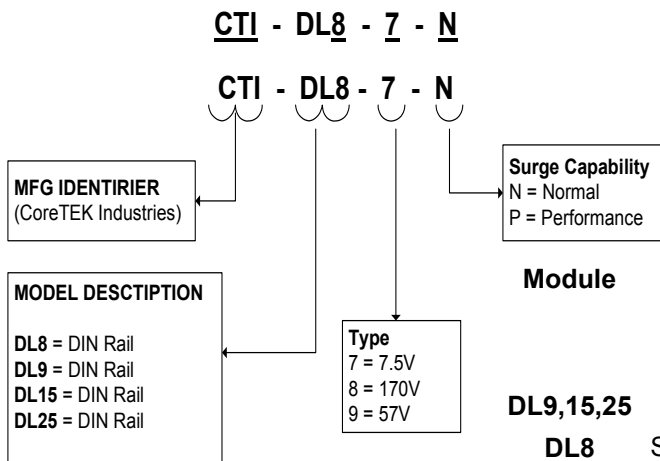 CTI - DL8 - 7 - N
CTI - DL8 - 7 - N
MFG IDENTIRIER
(CoreTEK Industries)
Surge Capability
N = Normal
P = Performance
Module
MODEL DESCTIPTION
DL8 = DIN Rail
DL9 = DIN Rail
DL15 = DIN Rail
DL25 = DIN Rail
Type
7 = 7.5V
8 = 170V
9 = 57V
DL9,15,25
DL8 S